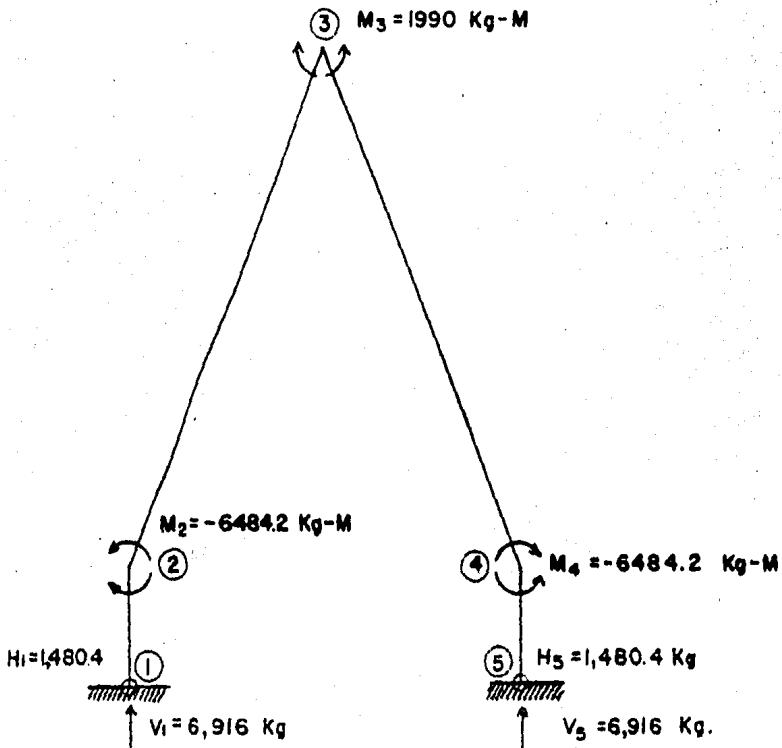 ③ M₃ = 1990 Kg-M
M₂ = -6484.2 Kg-M
②
④ M₄ = -6484.2 Kg-M
H₁ = 1,480.4 ①
⑤ H₅ = 1,480.4 Kg
V₁ = 6,916 Kg
V₅ = 6,916 Kg.